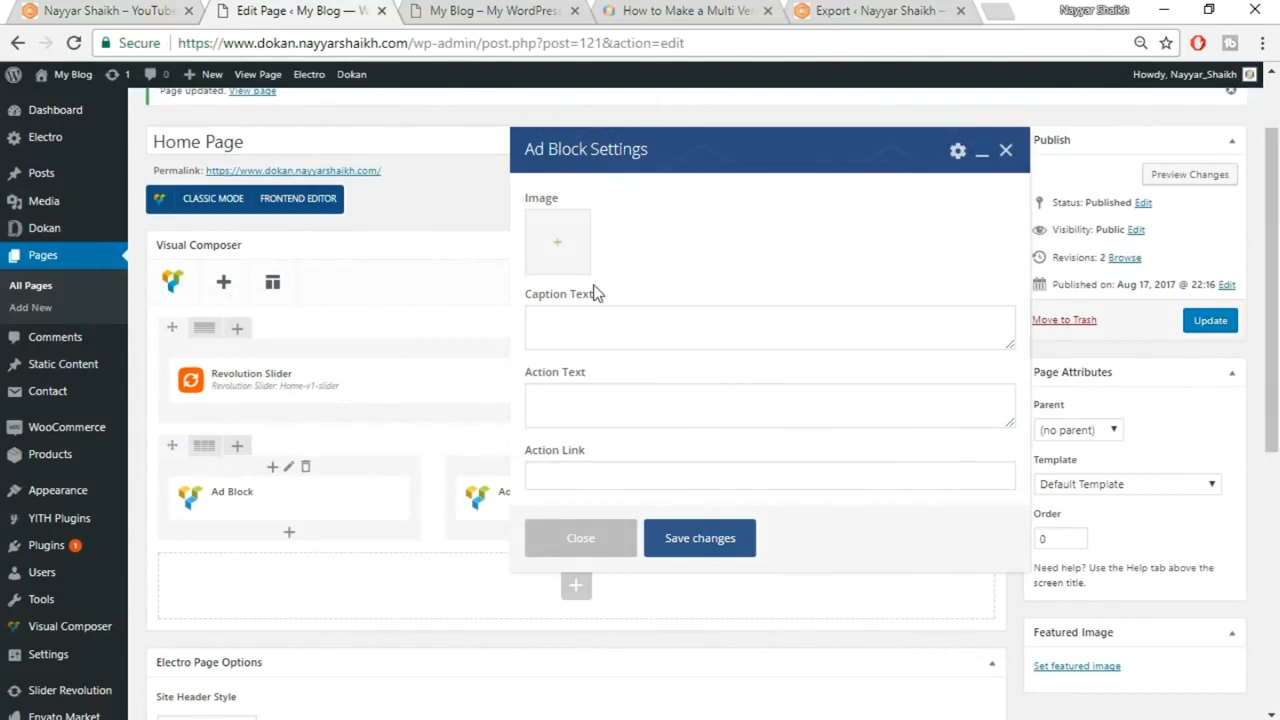 Nayyar Shaikh – YouTube
Edit Page ‹ My Blog — W
My Blog – My WordPress
How to Make a Multi Ve
Export ‹ Nayyar Shaikh —
Nayyar Shaikh
Secure
https://www.dokan.nayyarshaikh.com/wp-admin/post.php?post=121&action=edit
My Blog
1
0
New
View Page
Electro
Dokan
Howdy, Nayyar_Shaikh
Dashboard
Electro
Posts
Media
Dokan
Pages
All Pages
Add New
Comments
Static Content
Contact
WooCommerce
Products
Appearance
YITH Plugins
Plugins 1
Users
Tools
Visual Composer
Settings
Slider Revolution
Envato Market
Page updated. View page
Home Page
Permalink: https://www.dokan.nayyarshaikh.com/
CLASSIC MODE
FRONTEND EDITOR
Visual Composer
Revolution Slider
Revolution Slider: Home-v1-slider
Ad Block
Ad
Electro Page Options
Site Header Style
Ad Block Settings
Image
Caption Text
Action Text
Action Link
Close
Save changes
Publish
Preview Changes
Status: Published Edit
Visibility: Public Edit
Revisions: 2 Browse
Published on: Aug 17, 2017 @ 22:16 Edit
Move to Trash
Update
Page Attributes
Parent
(no parent)
Template
Default Template
Order
0
Need help? Use the Help tab above the
screen title.
Featured Image
Set featured image